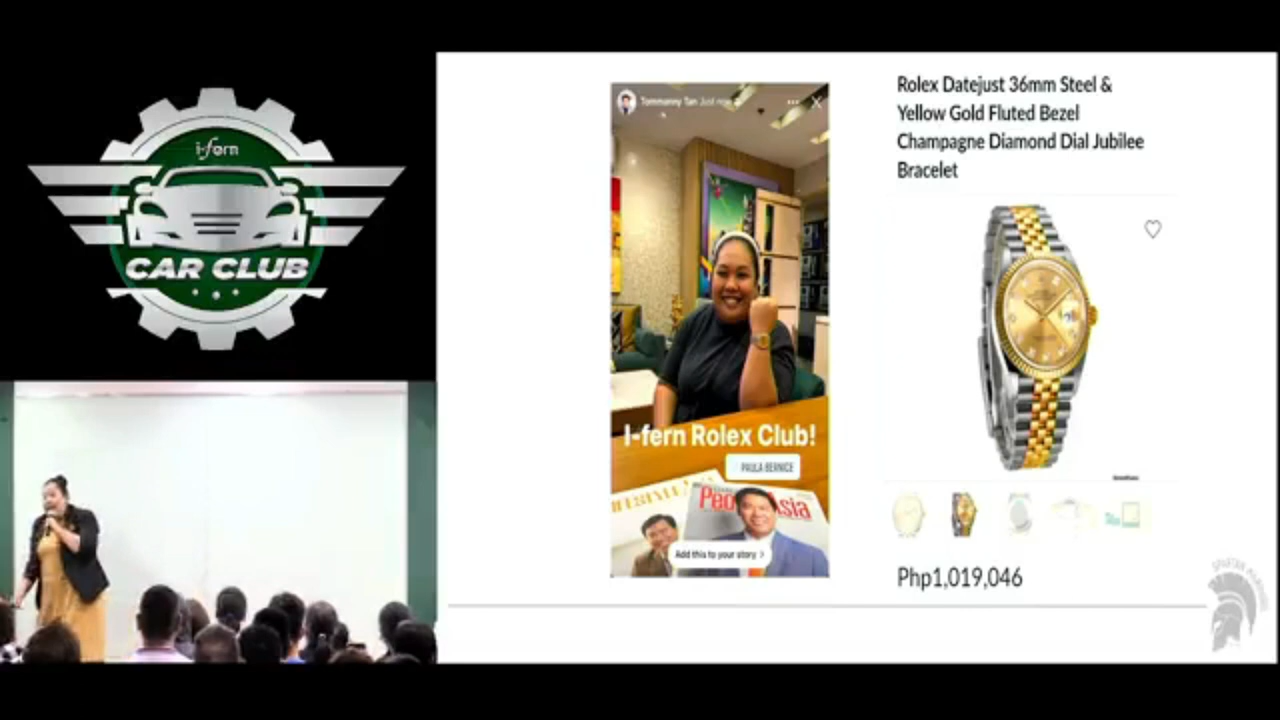 i-fern
CAR CLUB
Tommanny Tan Just now
I-fern Rolex Club!
PAULA BERNICE
People Asia
Add this to your story >
Rolex Datejust 36mm Steel &
Yellow Gold Fluted Bezel
Champagne Diamond Dial Jubilee
Bracelet
Php1,019,046
SPARTAN